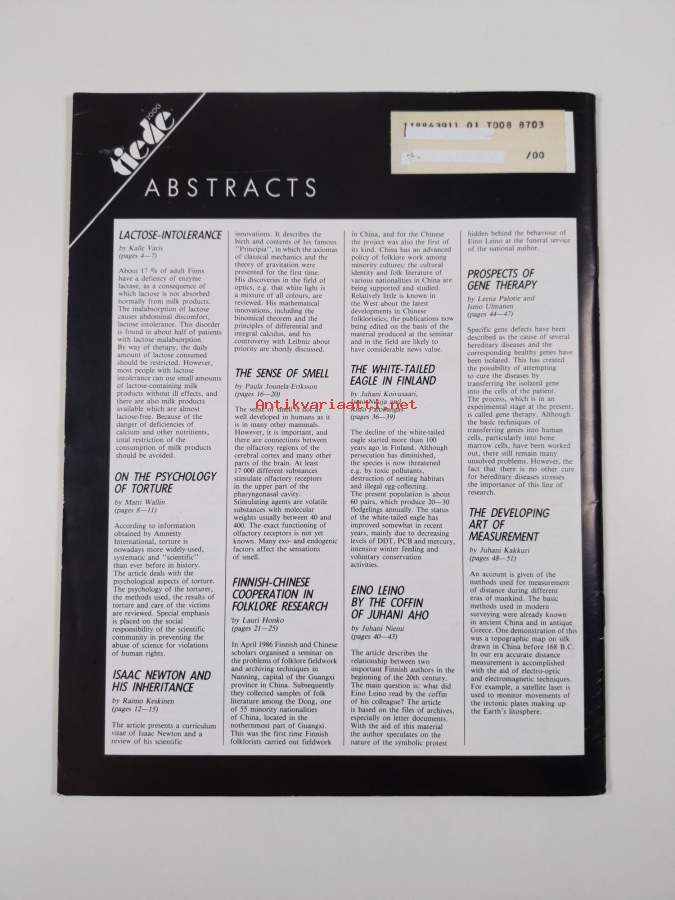 tiede
2000
ABSTRACTS
01 T008 8703
/00
LACTOSE-INTOLERANCE
by Kalle Varis
(pages 4—7)
About 17 % of adult Finns
have a defiency of enzyme
lactase, as a consequence of
which lactose is not absorbed
normally from milk products.
The malabsorption of lactose
causes abdominal discomfort,
lactose intolerance. This disorder
is found in about half of patients
with lactose malabsorption.
By way of therapy, the daily
amount of lactose consumed
should be restricted. However,
most people with lactose
intolerance can use small amounts
of lactose-containing milk
products without ill effects, and
there are also milk products
available which are almost
lactose-free. Because of the
danger of deficiencies of
calcium and other nutritients,
total restriction of the
consumption of milk products
should be avoided.
ON THE PSYCHOLOGY
OF TORTURE
by Matti Wallin
(pages 8—11)
According to information
obtained by Amnesty
International, torture is
nowadays more widely-used,
systematic and "scientific"
than ever before in history.
The article deals with the
psychological aspects of torture.
The psychology of the torturer,
the methods used, the results of
torture and care of the victims
are reviewed. Special emphasis
is placed on the social
responsibility of the scientific
community in preventing the
abuse of science for violations
of human rights.
ISAAC NEWTON AND
HIS INHERITANCE
by Raimo Keskinen
(pages 12—15)
The article presents a curriculum
vitae of Isaac Newton and a
review of his scientific
innovations. It describes the
birth and contents of his famous
"Principia", in which the axiomas
of classical mechanics and the
theory of gravitation were
presented for the first time.
His discoveries in the field of
optics, e.g. that white light is
a mixture of all colours, are
reviewed. His mathematical
innovations, including the
binomical theorem and the
principles of differential and
integral calculus, and his
controversy with Leibniz about
priority are shortly discussed.
THE SENSE OF SMELL
by Paula Jounela-Eriksson
(pages 16—20)
The sense of smell is not as
well developed in humans as it
is in many other mammals.
However, it is important, and
there are connections between
the olfactory regions of the
cerebral cortex and many other
parts of the brain. At least
17 000 different substances
stimulate olfactory receptors
in the upper part of the
pharyngonasal cavity.
Stimulating agents are volatile
substances with molecular
weights usually between 40 and
400. The exact functioning of
olfactory receptors is not yet
known. Many exo- and endogenic
factors affect the sensations
of smell.
FINNISH-CHINESE
COOPERATION IN
FOLKLORE RESEARCH
by Lauri Honko
(pages 21—25)
In April 1986 Finnish and Chinese
scholars organised a seminar on
the problems of folklore fieldwork
and archiving techniques in
Nanning, capital of the Guangxi
province in China. Subsequently
they collected samples of folk
literature among the Dong, one
of 55 minority nationalities
of China, located in the
nothernmost part of Guangxi.
This was the first time Finnish
folklorists carried out fieldwork
in China, and for the Chinese
the project was also the first of
its kind. China has an advanced
policy of folklore work among
minority cultures: the cultural
identity and folk literature of
various nationalities in China are
being supported and studied.
Relatively little is known in
the West about the latest
developments in Chinese
folkloristics; the publications now
being edited on the basis of the
material produced at the seminar
and in the field are likely to
have considerable news value.
THE WHITE-TAILED
EAGLE IN FINLAND
by Juhani Koivusaari,
Nuuja and
Palokangas
(pages 36—39)
The decline of the white-tailed
eagle started more than 100
years ago in Finland. Although
persecution has diminished,
the species is now threatened
e.g. by toxic pollutants,
destruction of nesting habitats
and illegal egg-collecting.
The present population is about
60 pairs, which produce 20—30
fledgelings annually. The status
of the white-tailed eagle has
improved somewhat in recent
years, mainly due to decreasing
levels of DDT, PCB and mercury,
intensive winter feeding and
voluntary conservation
activities.
EINO LEINO
BY THE COFFIN
OF JUHANI AHO
by Juhani Niemi
(pages 40—43)
The article describes the
relationship between two
important Finnish authors in the
beginning of the 20th century.
The main question is: what did
Eino Leino read by the coffin
of his colleague? The article
is based on the files of archives,
especially on letter documents.
With the aid of this material
the author speculates on the
nature of the symbolic protest
hidden behind the behaviour of
Eino Leino at the funeral service
of the national author.
PROSPECTS OF
GENE THERAPY
by Leena Palotie and
Ismo Ulmanen
(pages 44—47)
Specific gene defects have been
described as the cause of several
hereditary diseases and the
corresponding healthy genes have
been isolated. This has created
the possibility of attempting
to cure the diseases by
transferring the isolated gene
into the cells of the patient.
The process, which is in an
experimental stage at the present,
is called gene therapy. Although
the basic techniques of
transferring genes into human
cells, particularly into bone
marrow cells, have been worked
out, there still remain many
unsolved problems. However, the
fact that there is no other cure
for hereditary diseases stresses
the importance of this line of
research.
THE DEVELOPING
ART OF
MEASUREMENT
by Juhani Kakkuri
(pages 48—51)
An account is given of the
methods used for measurement
of distance during different
eras of mankind. The basic
methods used in modern
surveying were already known
in ancient China and in antique
Greece. One demonstration of this
was a topographic map on silk
drawn in China before 168 B.C.
In our era accurate distance
measurement is accomplished
with the aid of electro-optic
and electromagnetic techniques.
For example, a satellite laser is
used to monitor movements of
the tectonic plates making up
the Earth's litosphere.
Antikvariaatti.net